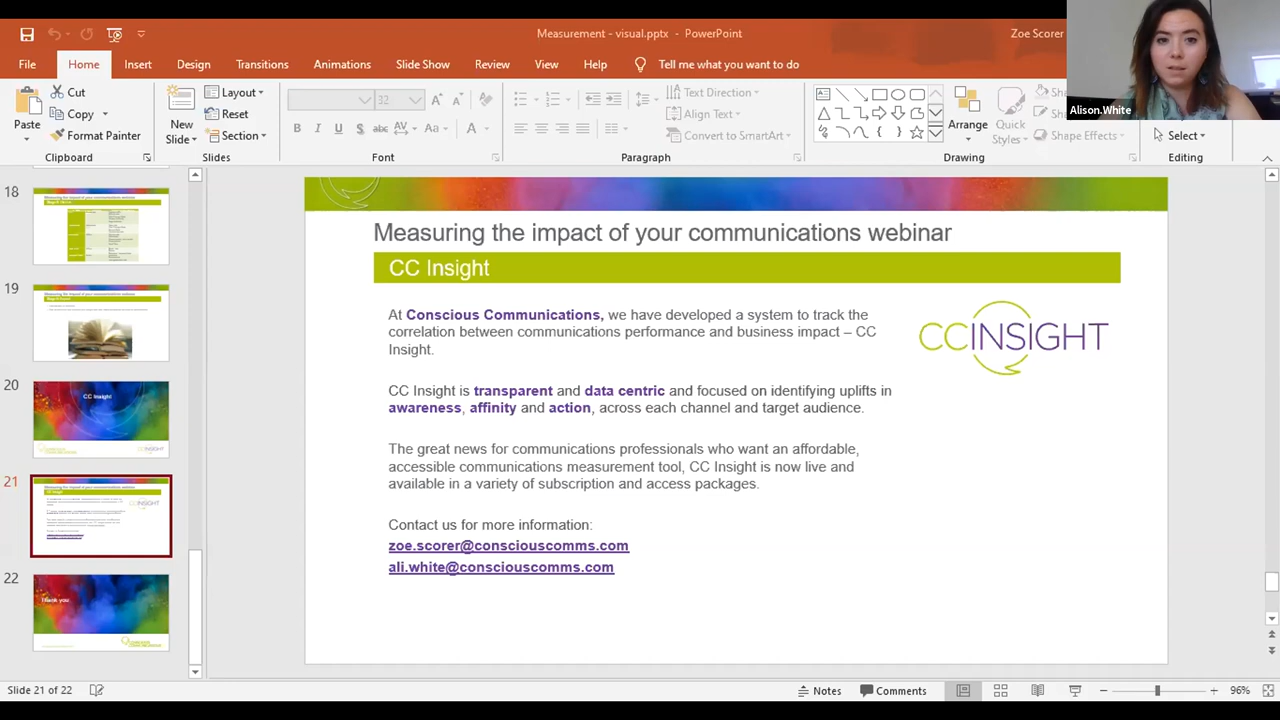 Measurement - visual.pptx - PowerPoint
Zoe Scorer
File Home Insert Design Transitions Animations Slide Show Review View Help Tell me what you want to do
Alison.White
Paste
Cut
Copy
Format Painter
Clipboard
New
Slide
Layout
Reset
Section
Slides
32
Font
Text Direction
Align Text
Convert to SmartArt
Paragraph
Arrange
Quick
Styles
Shape Effects
Drawing
Select
Editing
18
19
20
CC Insight
21
22
Thank you
Measuring the impact of your communications webinar
CC Insight
CCINSIGHT
At Conscious Communications, we have developed a system to track the
correlation between communications performance and business impact – CC
Insight.
CC Insight is transparent and data centric and focused on identifying uplifts in
awareness, affinity and action, across each channel and target audience.
The great news for communications professionals who want an affordable,
accessible communications measurement tool, CC Insight is now live and
available in a variety of subscription and access packages.
Contact us for more information:
zoe.scorer@consciouscomms.com
ali.white@consciouscomms.com
Slide 21 of 22
Notes
Comments
96%